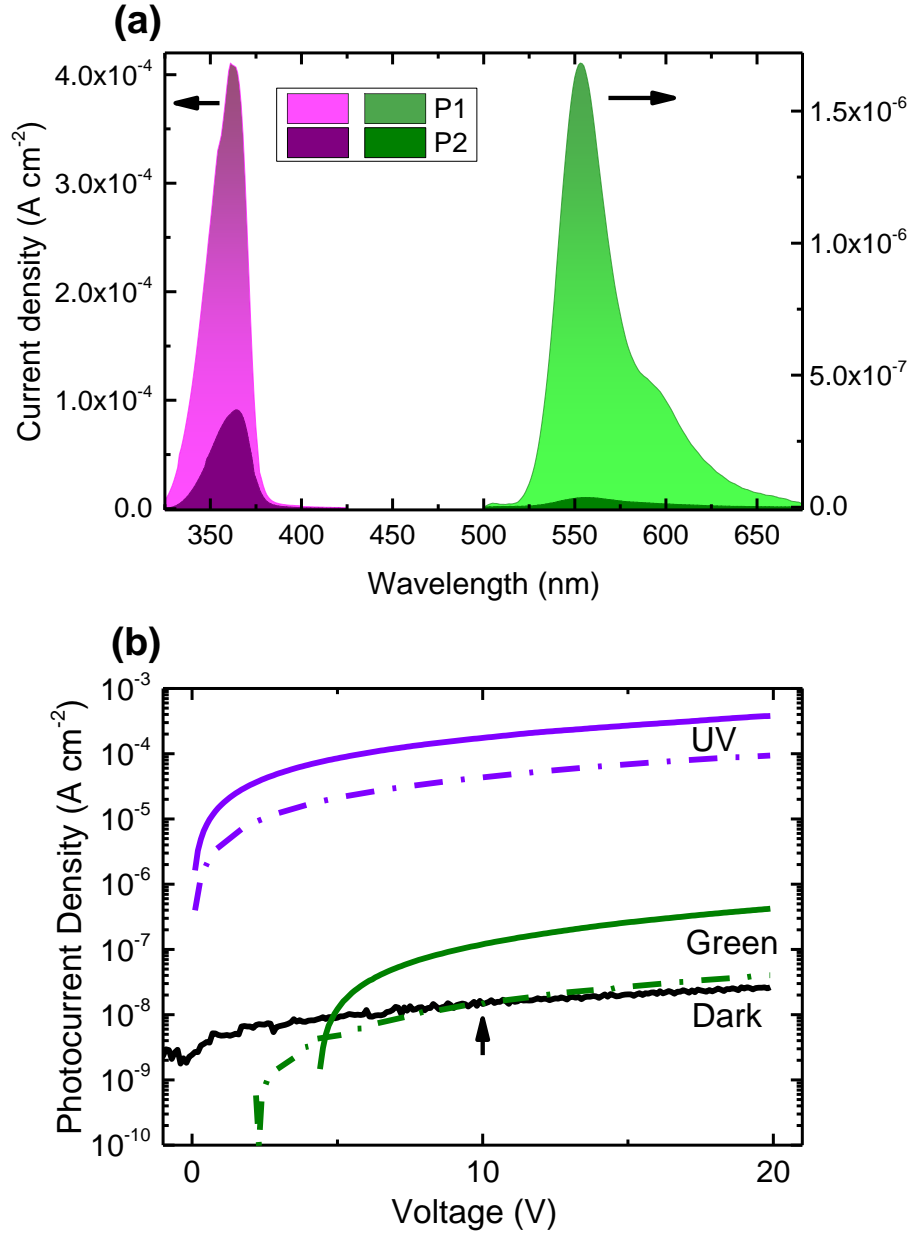 (a)
4.0x10⁻⁴
3.0x10⁻⁴
2.0x10⁻⁴
1.0x10⁻⁴
0.0
Current density (A cm⁻²)
P1
P2
1.5x10⁻⁶
1.0x10⁻⁶
5.0x10⁻⁷
0.0
350 400 450 500 550 600 650
Wavelength (nm)
(b)
10⁻³
10⁻⁴
10⁻⁵
10⁻⁶
10⁻⁷
10⁻⁸
10⁻⁹
10⁻¹⁰
Photocurrent Density (A cm⁻²)
UV
Green
Dark
0 10 20
Voltage (V)